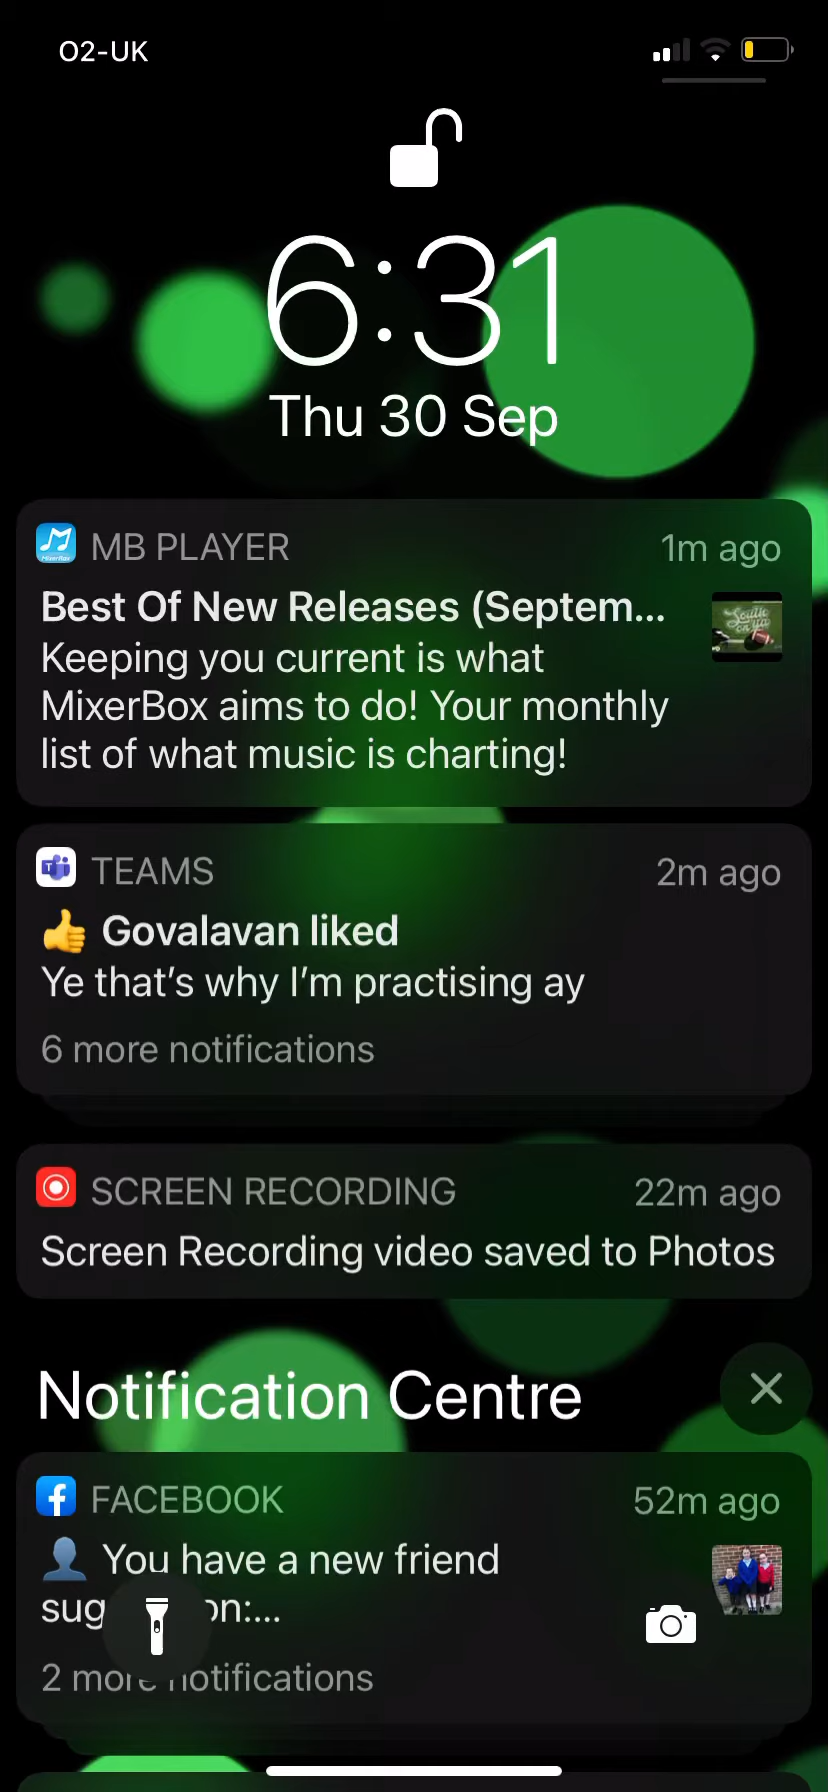 O2-UK
6:31
Thu 30 Sep
MB PLAYER 1m ago
Best Of New Releases (Septem...
Keeping you current is what
MixerBox aims to do! Your monthly
list of what music is charting!
TEAMS 2m ago
👍 Govalavan liked
Ye that's why I'm practising ay
6 more notifications
SCREEN RECORDING 22m ago
Screen Recording video saved to Photos
Notification Centre
FACEBOOK 52m ago
👤 You have a new friend
2 more notifications